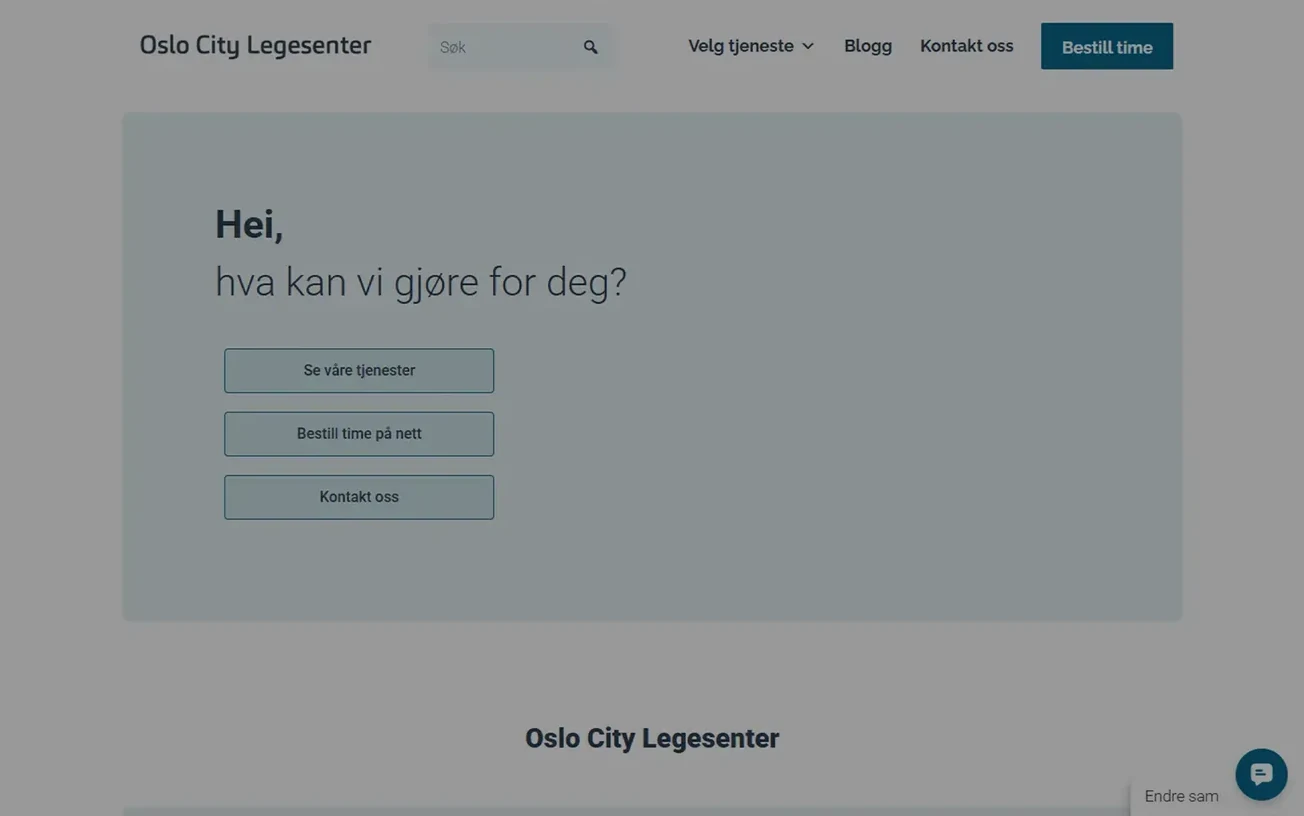 Oslo City Legesenter
Søk
Velg tjeneste
Blogg
Kontakt oss
Bestill time
Hei,
hva kan vi gjøre for deg?
Se våre tjenester
Bestill time på nett
Kontakt oss
Oslo City Legesenter
Endre sam